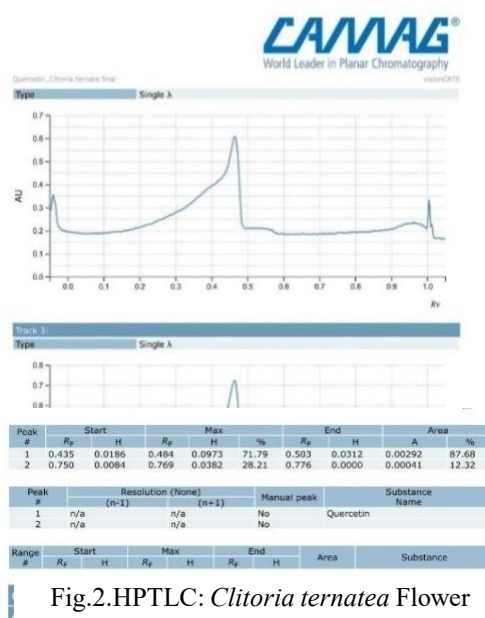 CAMAG®
World Leader in Planar Chromatography
Quercetin_Clitoria ternate final visionCATS
Type Single λ
0.7
0.6
0.5
0.4
0.3
0.2
0.1
0.0
AU
0.0 0.1 0.2 0.3 0.4 0.5 0.6 0.7 0.8 0.9 1.0
RF
Track 3:
Type Single λ
0.8
0.7
0.6
Peak Start Max End Area
# RF H RF H % RF H A %
1 0.435 0.0186 0.484 0.0973 71.79 0.503 0.0312 0.00292 87.68
2 0.750 0.0084 0.769 0.0382 28.21 0.776 0.0000 0.00041 12.32
Peak Resolution (None) Manual peak Substance
# (n-1) (n+1) Name
1 n/a n/a No Quercetin
2 n/a n/a No
Range Start Max End Area Substance
# RF H RF H RF H
Fig.2.HPTLC: Clitoria ternatea Flower